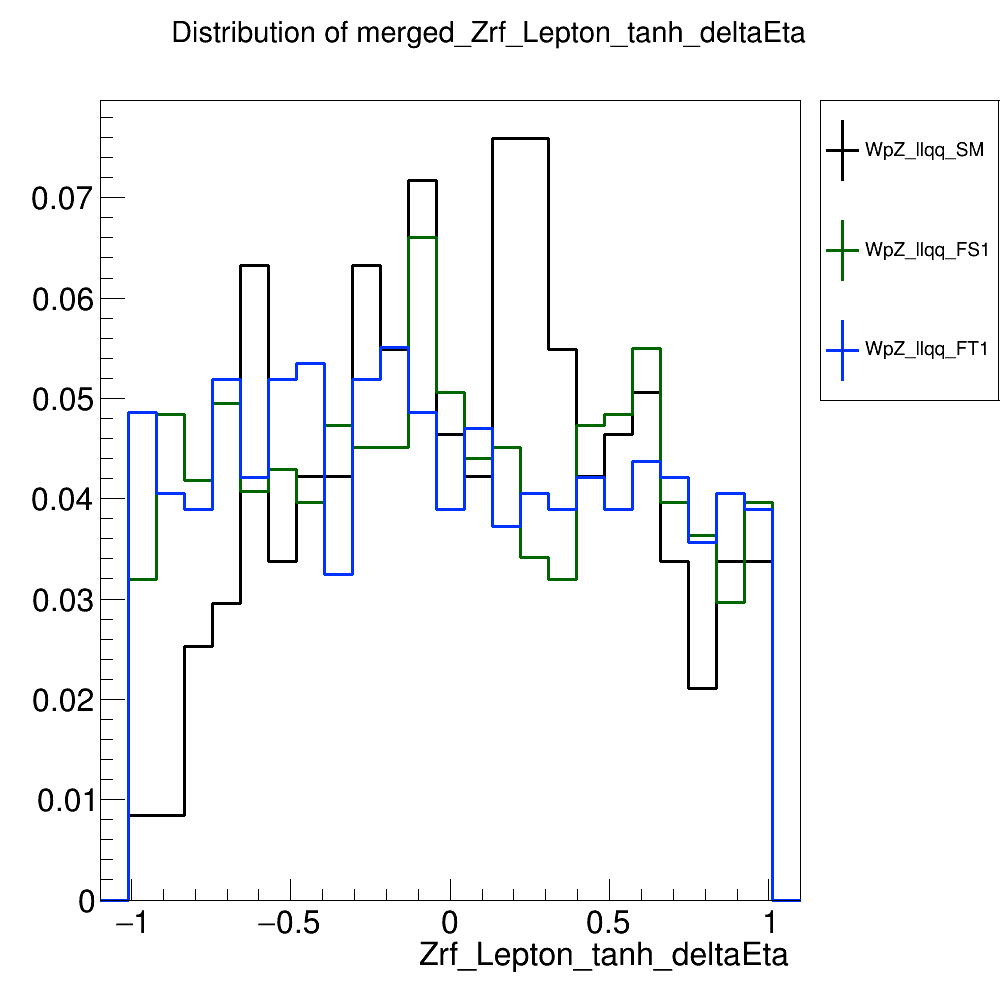 Distribution of merged_Zrf_Lepton_tanh_deltaEta
WpZ_llqq_SM
WpZ_llqq_FS1
WpZ_llqq_FT1
0.07
0.06
0.05
0.04
0.03
0.02
0.01
0
−1 −0.5 0 0.5 1
Zrf_Lepton_tanh_deltaEta